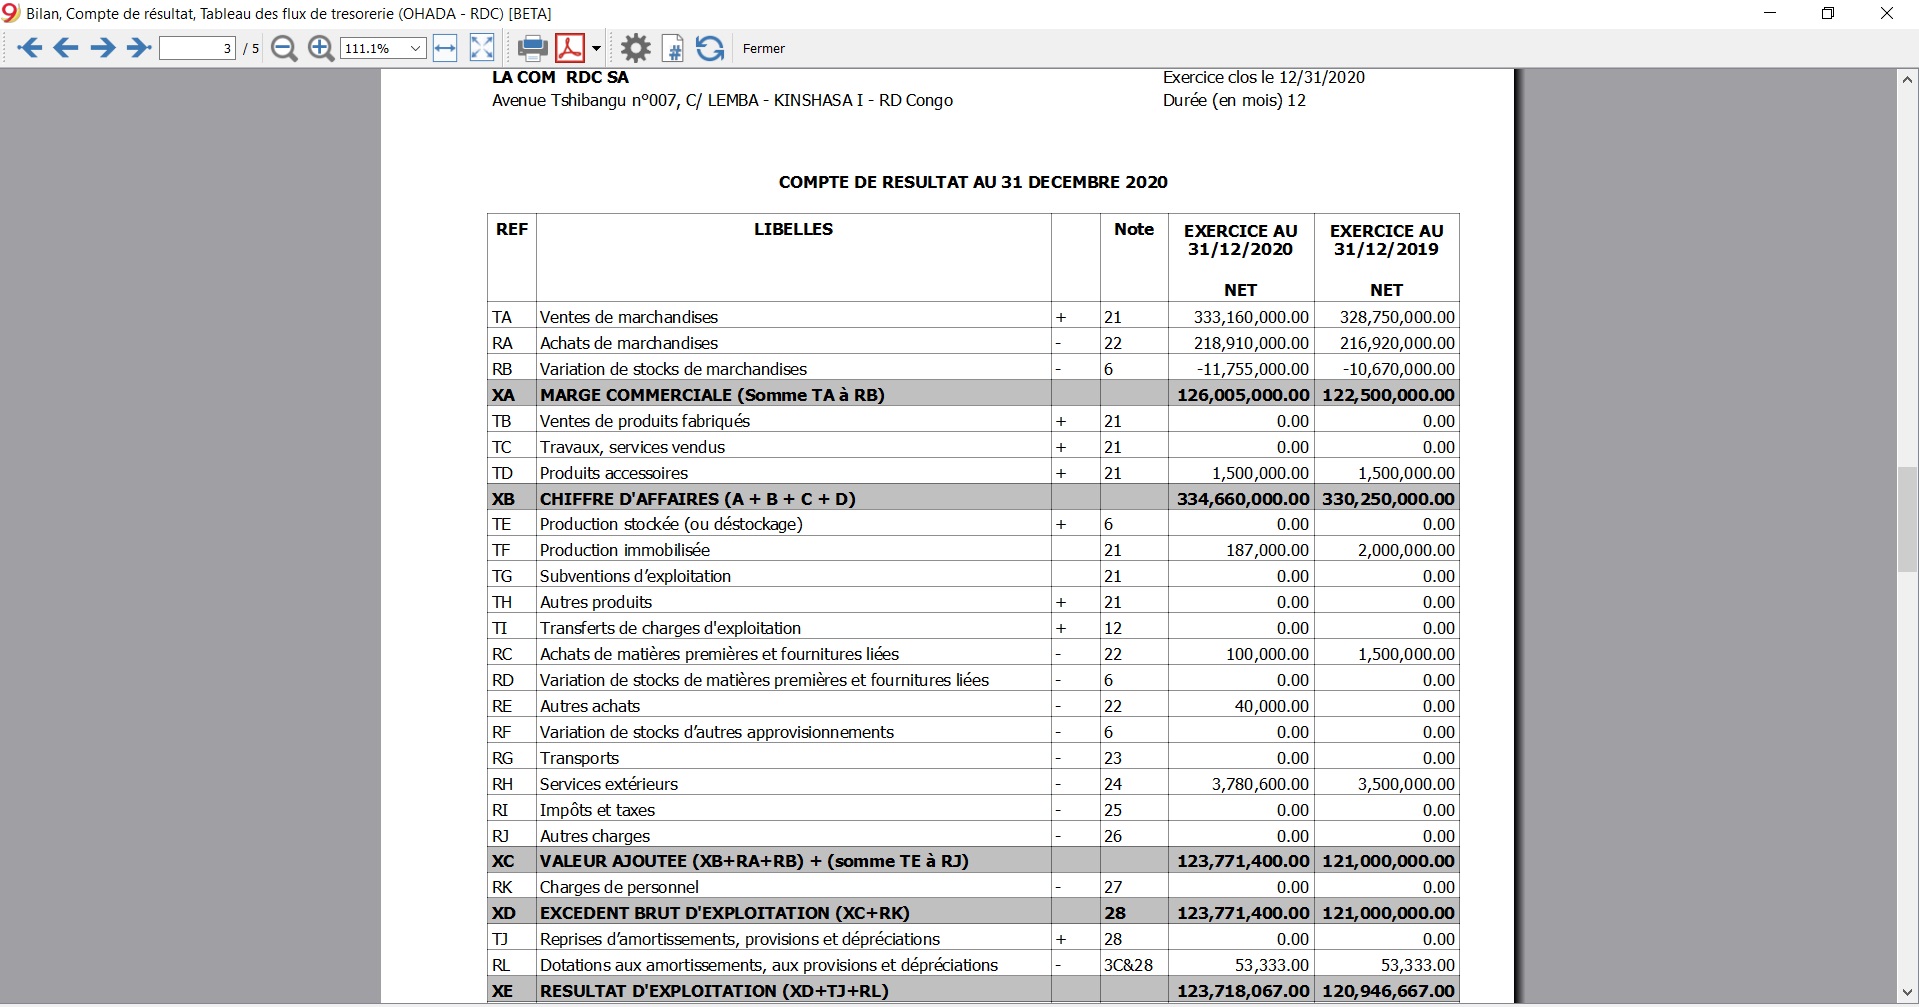 Bilan, Compte de résultat, Tableau des flux de tresorerie (OHADA - RDC) [BETA]
3 / 5 111.1% Fermer
LA COM RDC SA Exercice clos le 12/31/2020
Avenue Tshibangu n°007, C/ LEMBA - KINSHASA I - RD Congo Durée (en mois) 12
COMPTE DE RESULTAT AU 31 DECEMBRE 2020
REF LIBELLES Note EXERCICE AU 31/12/2020 NET EXERCICE AU 31/12/2019 NET
TA Ventes de marchandises + 21 333,160,000.00 328,750,000.00
RA Achats de marchandises - 22 218,910,000.00 216,920,000.00
RB Variation de stocks de marchandises - 6 -11,755,000.00 -10,670,000.00
XA MARGE COMMERCIALE (Somme TA à RB) 126,005,000.00 122,500,000.00
TB Ventes de produits fabriqués + 21 0.00 0.00
TC Travaux, services vendus + 21 0.00 0.00
TD Produits accessoires + 21 1,500,000.00 1,500,000.00
XB CHIFFRE D'AFFAIRES (A + B + C + D) 334,660,000.00 330,250,000.00
TE Production stockée (ou déstockage) + 6 0.00 0.00
TF Production immobilisée 21 187,000.00 2,000,000.00
TG Subventions d’exploitation 21 0.00 0.00
TH Autres produits + 21 0.00 0.00
TI Transferts de charges d'exploitation + 12 0.00 0.00
RC Achats de matières premières et fournitures liées - 22 100,000.00 1,500,000.00
RD Variation de stocks de matières premières et fournitures liées - 6 0.00 0.00
RE Autres achats - 22 40,000.00 0.00
RF Variation de stocks d’autres approvisionnements - 6 0.00 0.00
RG Transports - 23 0.00 0.00
RH Services extérieurs - 24 3,780,600.00 3,500,000.00
RI Impôts et taxes - 25 0.00 0.00
RJ Autres charges - 26 0.00 0.00
XC VALEUR AJOUTEE (XB+RA+RB) + (somme TE à RJ) 123,771,400.00 121,000,000.00
RK Charges de personnel - 27 0.00 0.00
XD EXCEDENT BRUT D'EXPLOITATION (XC+RK) 28 123,771,400.00 121,000,000.00
TJ Reprises d’amortissements, provisions et dépréciations + 28 0.00 0.00
RL Dotations aux amortissements, aux provisions et dépréciations - 3C&28 53,333.00 53,333.00
XE RESULTAT D'EXPLOITATION (XD+TJ+RL) 123,718,067.00 120,946,667.00